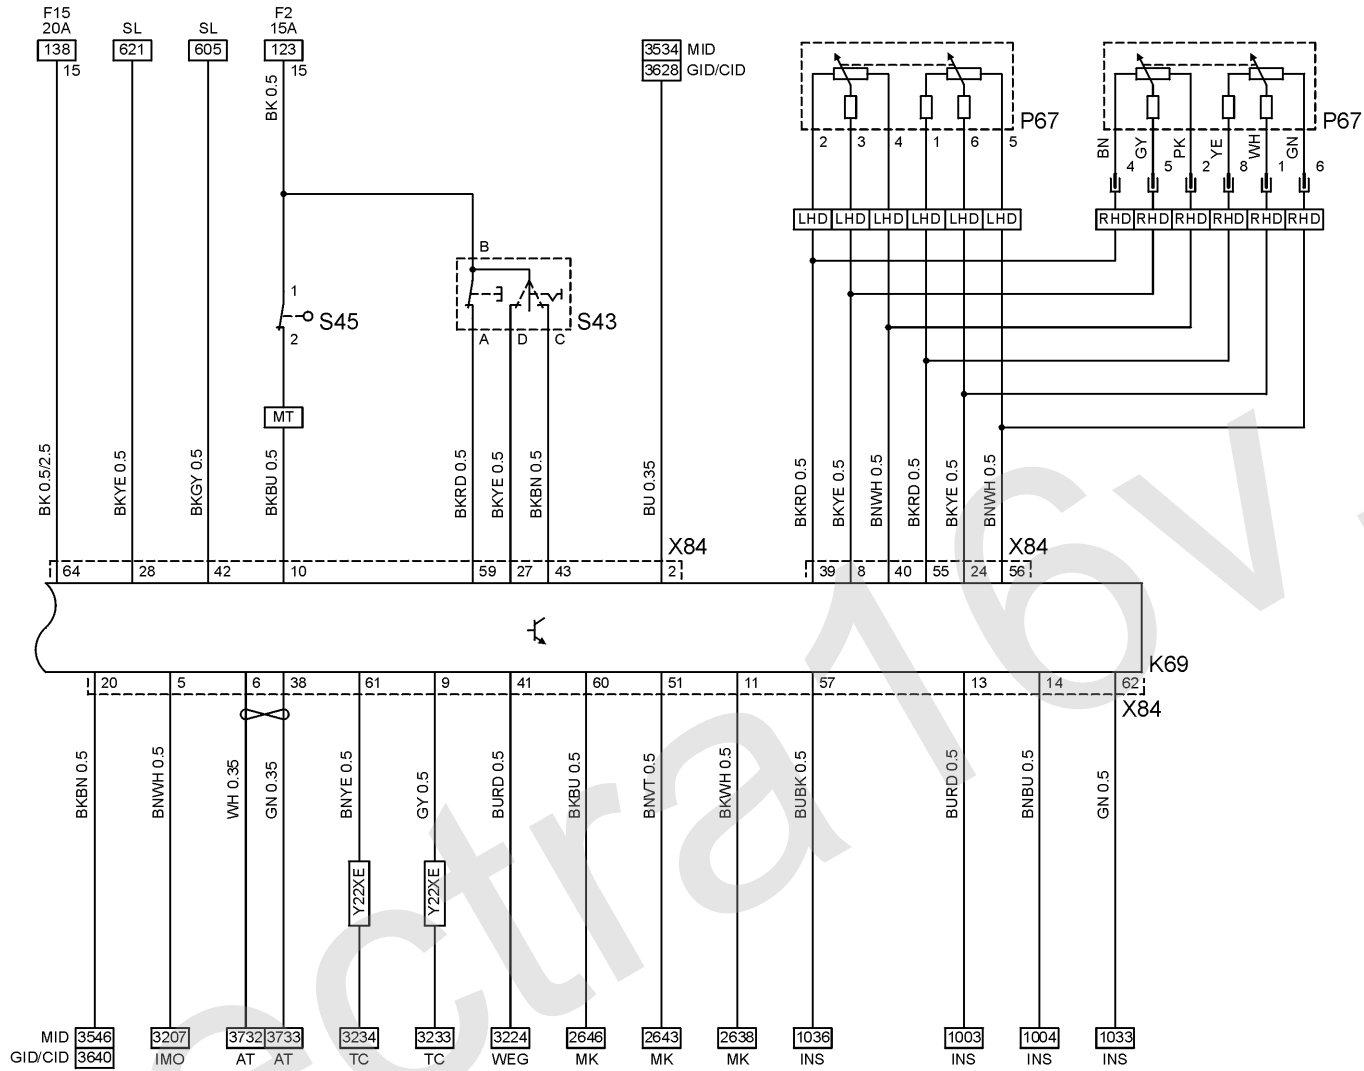 F15
20A
SL
SL
F2
15A
138
621
605
123
3534 MID
3628 GID/CID
15
15
BK 0.5
P67
P67
2 3 4 1 6 5
BN GY PK YE WH GN
4 5 2 8 1 6
LHD LHD LHD LHD LHD LHD
RHD RHD RHD RHD RHD RHD
B
1
S45
2
S43
A D C
MT
BK 0.5/2.5
BKYE 0.5
BKGY 0.5
BKBU 0.5
BKRD 0.5
BKYE 0.5
BKBN 0.5
BU 0.35
BKRD 0.5
BKYE 0.5
BNWH 0.5
BKRD 0.5
BKYE 0.5
BNWH 0.5
X84
X84
64 28 42 10 59 27 43 2
39 8 40 55 24 56
K69
20 5 6 38 61 9 41 60 51 11 57 13 14 62
X84
BKBN 0.5
BNWH 0.5
WH 0.35
GN 0.35
BNYE 0.5
GY 0.5
BURD 0.5
BKBU 0.5
BNVT 0.5
BKWH 0.5
BUBK 0.5
BURD 0.5
BNBU 0.5
GN 0.5
Y22XE
Y22XE
MID 3546
3207 3732 3733 3234 3233 3224 2646 2643 2638 1036 1003 1004 1033
GID/CID 3640
IMO AT AT TC TC WEG MK MK MK INS INS INS INS
ectra16v